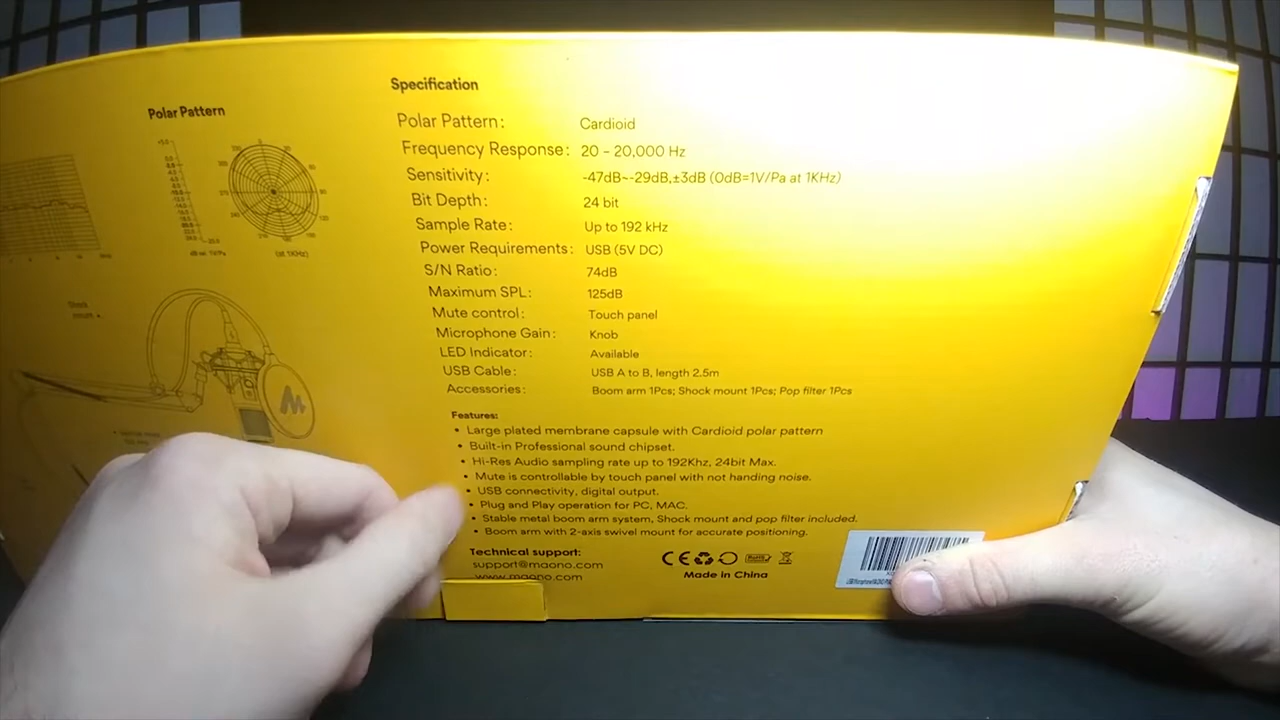 Polar Pattern
(at 1KHz)
Specification
Polar Pattern: Cardioid
Frequency Response: 20 - 20,000 Hz
Sensitivity: -47dB~-29dB,±3dB (0dB=1V/Pa at 1KHz)
Bit Depth: 24 bit
Sample Rate: Up to 192 kHz
Power Requirements: USB (5V DC)
S/N Ratio: 74dB
Maximum SPL: 125dB
Mute control: Touch panel
Microphone Gain: Knob
LED Indicator: Available
USB Cable: USB A to B, length 2.5m
Accessories: Boom arm 1Pcs; Shock mount 1Pcs; Pop filter 1Pcs
Features:
• Large plated membrane capsule with Cardioid polar pattern
• Built-in Professional sound chipset.
• Hi-Res Audio sampling rate up to 192Khz, 24bit Max.
• Mute is controllable by touch panel with not handing noise.
• USB connectivity, digital output.
• Plug and Play operation for PC, MAC.
• Stable metal boom arm system, Shock mount and pop filter included.
• Boom arm with 2-axis swivel mount for accurate positioning.
Technical support:
support@maono.com
www.maono.com
CE RoHS
Made in China